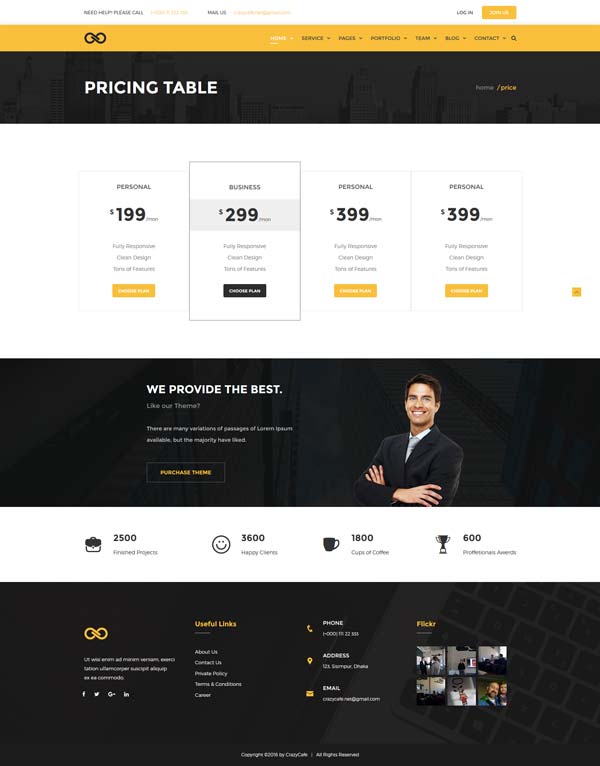 NEED HELP? PLEASE CALL (+000) 111 222 333 MAIL US crazycafe.net@gmail.com LOG IN JOIN US
HOME SERVICE PAGES PORTFOLIO TEAM BLOG CONTACT
PRICING TABLE
home /price
PERSONAL
$199/mon
Fully Responsive
Clean Design
Tons of Features
CHOOSE PLAN
BUSINESS
$299/mon
Fully Responsive
Clean Design
Tons of Features
CHOOSE PLAN
PERSONAL
$399/mon
Fully Responsive
Clean Design
Tons of Features
CHOOSE PLAN
PERSONAL
$399/mon
Fully Responsive
Clean Design
Tons of Features
CHOOSE PLAN
WE PROVIDE THE BEST.
Like our Theme?
There are many variations of passages of Lorem Ipsum
available, but the majority have liked.
PURCHASE THEME
2500
Finished Projects
3600
Happy Clients
1800
Cups of Coffee
600
Proffetionals Awards
Ut wisi enim ad minim veniam, exerci
tation ullamcorper suscipit aliquip
ex ea commodo.
Useful Links
About Us
Contact Us
Private Policy
Terms & Conditions
Career
PHONE
(+000) 111 22 333
ADDRESS
123, Sismpur, Dhaka
EMAIL
crazycafe.net@gmail.com
Flickr
Copyright ©2016 by CrazyCafe | All Rights Reserved